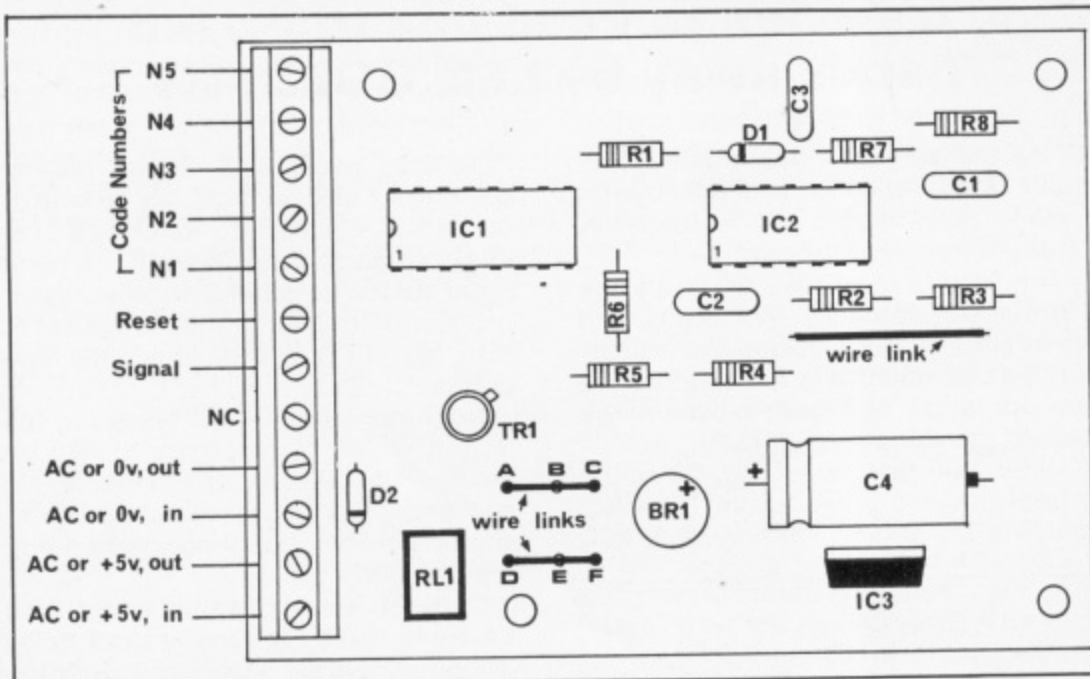 Code Numbers
N5
N4
N3
N2
N1
Reset
Signal
NC
AC or 0v, out
AC or 0v, in
AC or +5v, out
AC or +5v, in
C3
D1
R8
R1
R7
C1
IC1
1
IC2
1
R6
C2
R2
R3
wire link
R5
R4
TR1
A B C
+
C4
D2
wire links
+
BR1
RL1
D E F
IC3